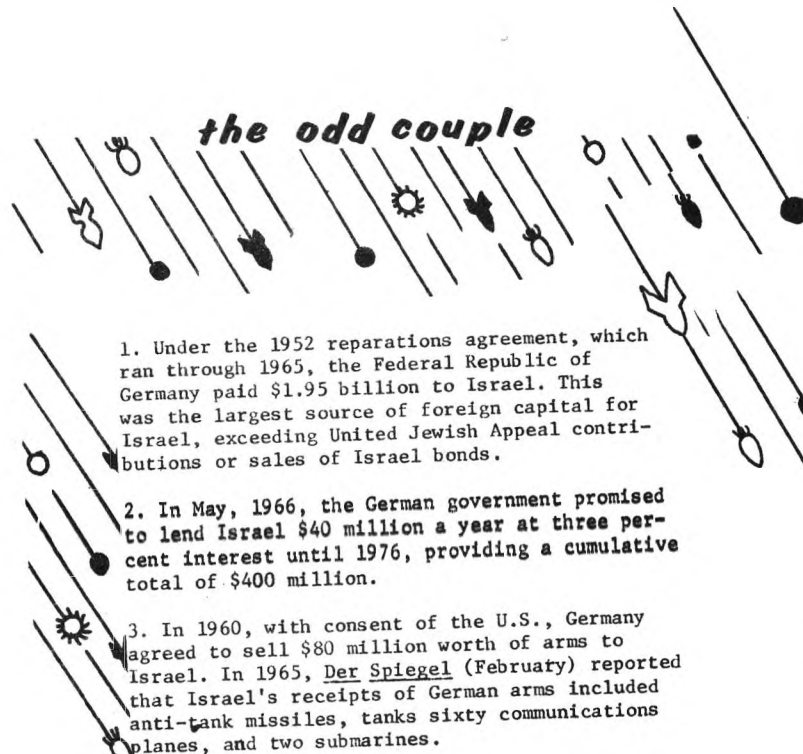 the odd couple
1. Under the 1952 reparations agreement, which
ran through 1965, the Federal Republic of
Germany paid $1.95 billion to Israel. This
was the largest source of foreign capital for
Israel, exceeding United Jewish Appeal contri-
butions or sales of Israel bonds.
2. In May, 1966, the German government promised
to lend Israel $40 million a year at three per-
cent interest until 1976, providing a cumulative
total of $400 million.
3. In 1960, with consent of the U.S., Germany
agreed to sell $80 million worth of arms to
Israel. In 1965, Der Spiegel (February) reported
that Israel's receipts of German arms included
anti-tank missiles, tanks sixty communications
planes, and two submarines.